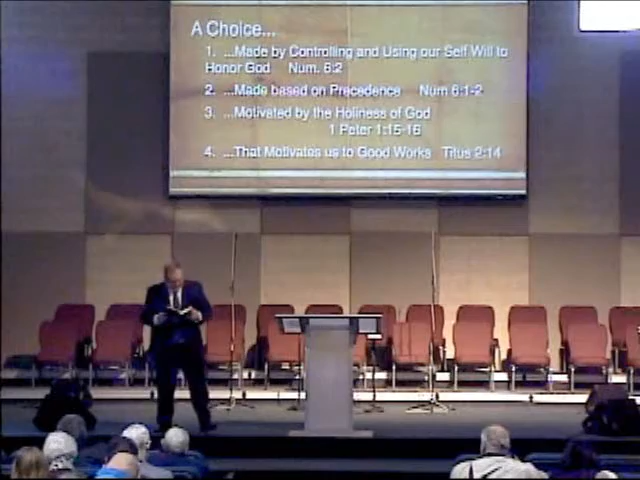 A Choice...
1. ...Made by Controlling and Using our Self Will to
Honor God Num. 6:2
2. ...Made based on Precedence Num 6:1-2
3. ...Motivated by the Holiness of God
1 Peter 1:15-16
4. ...That Motivates us to Good Works Titus 2:14